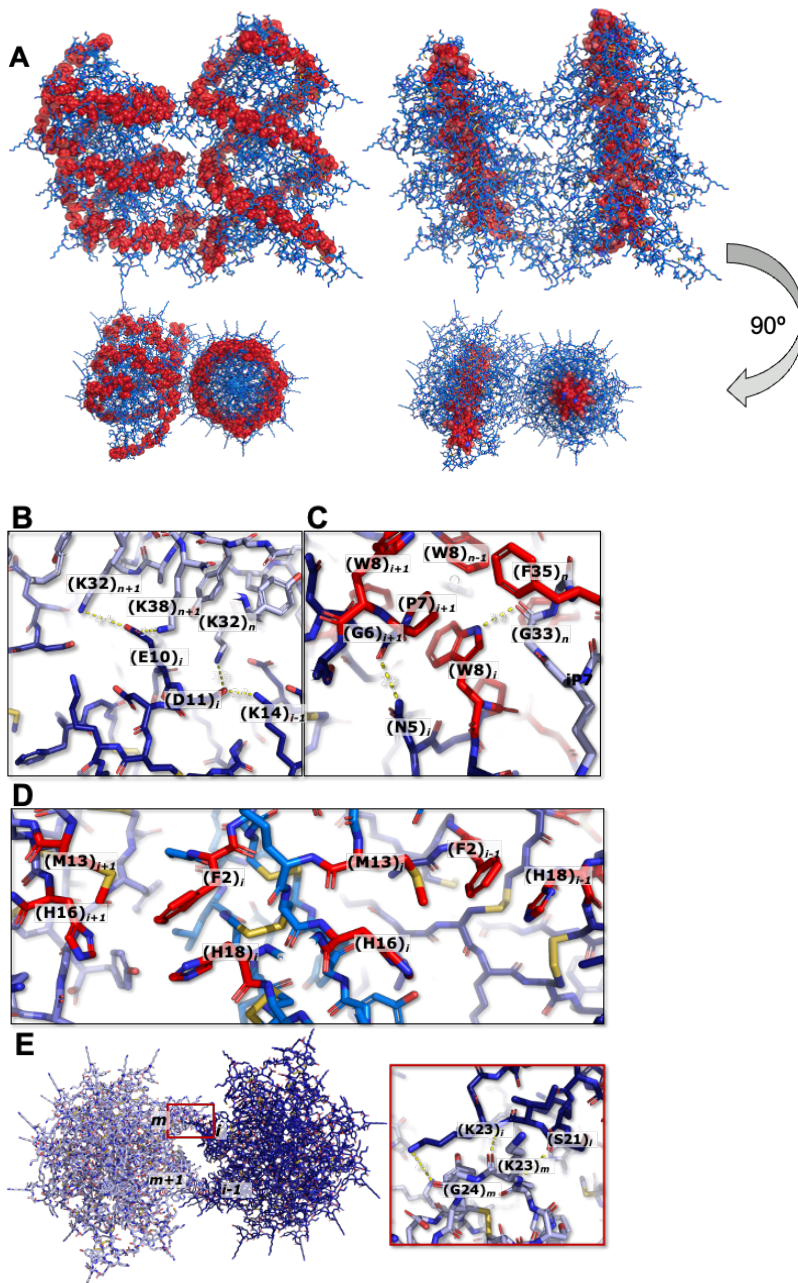 A
90º
B
C
(K32)n+1
(K38)n+1
(K32)n
(E10)i
(D11)i
(K14)i-1
(W8)i+1
(W8)n-1
(F35)n
(P7)i+1
(G6)i+1
(G33)n
(W8)i
iP7
(N5)i
D
(M13)i+1
(F2)i
(M13)i
(F2)i-1
(H18)i-1
(H16)i+1
(H18)i
(H16)i
E
m
i
m+1
i-1
(K23)i
(S21)i
(K23)m
(G24)m